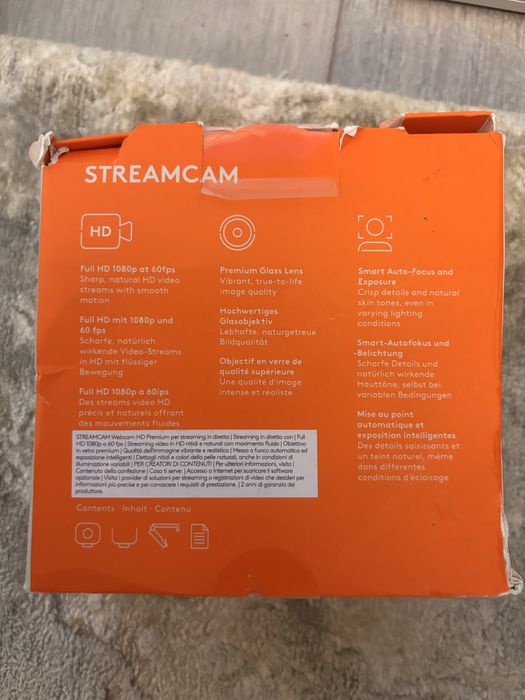 STREAMCAM
HD
Full HD 1080p at 60fps
Sharp, natural HD video
streams with smooth
motion
Full HD mit 1080p und
60 fps
Scharfe, natürlich
wirkende Video-Streams
in HD mit flüssiger
Bewegung
Full HD 1080p à 60ips
Des streams vidéo HD
précis et naturels offrant
des mouvements fluides
Premium Glass Lens
Vibrant, true-to-life
image quality
Hochwertiges
Glasobjektiv
Lebhafte, naturgetreue
Bildqualität
Objectif en verre de
qualité supérieure
Une qualité d'image
intense et réaliste
Smart Auto-Focus and
Exposure
Crisp details and natural
skin tones, even in
varying lighting
conditions
Smart-Autofokus und
-Belichtung
Scharfe Details und
natürlich wirkende
Hauttöne, selbst bei
variablen Bedingungen
Mise au point
automatique et
exposition intelligentes
Des détails saisissants et
un teint naturel, même
dans différentes
conditions d'éclairage
STREAMCAM Webcam HD Premium per streaming in diretta | Streaming in diretta con | Full
HD 1080p a 60 fps | Streaming video in HD nitidi e naturali con movimento fluido | Obiettivo
in vetro premium | Qualità dell'immagine vibrante e realistica | Messa a fuoco automatica ed
esposizione intelligenti | Dettagli nitidi e colori della pelle naturali, anche in condizioni di
illuminazione variabili | PER CREATORI DI CONTENUTI | Per ulteriori informazioni, visita |
Contenuto della confezione | Cosa ti serve | Accesso a Internet per scaricare il software
opzionale | Visita i provider di soluzioni per streaming o registrazioni di video che desideri per
informazioni più precise e per conoscere i requisiti di prestazione. | 2 anni di garanzia del
produttore.
Contents · Inhalt · Contenu